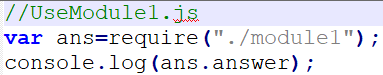 //UseModule1.js
var ans=require("./module1");
console.log(ans.answer);